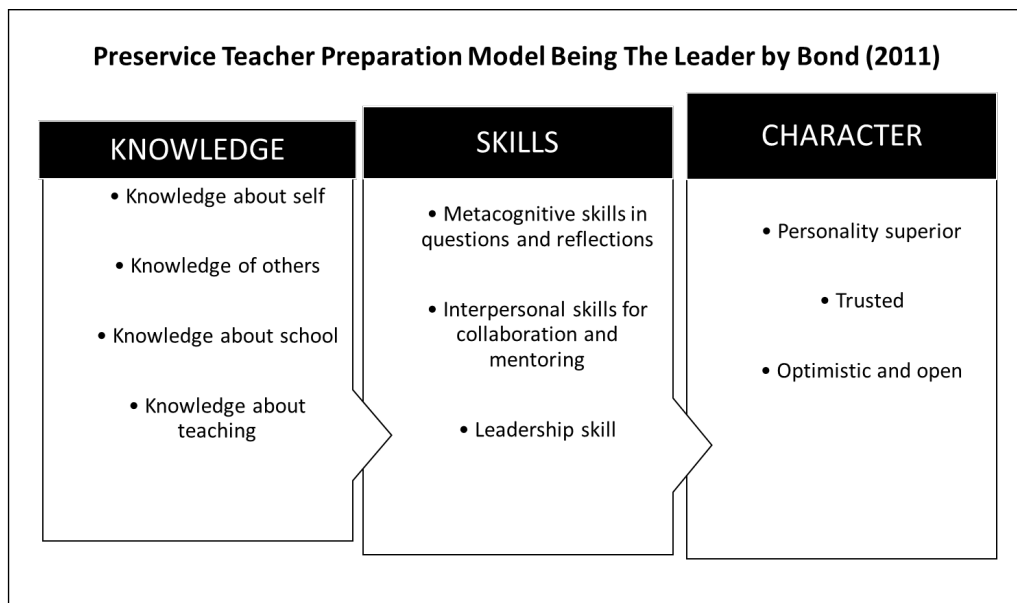 Preservice Teacher Preparation Model Being The Leader by Bond (2011)
KNOWLEDGE
• Knowledge about self
• Knowledge of others
• Knowledge about school
• Knowledge about
teaching
SKILLS
• Metacognitive skills in
questions and reflections
• Interpersonal skills for
collaboration and
mentoring
• Leadership skill
CHARACTER
• Personality superior
• Trusted
• Optimistic and open